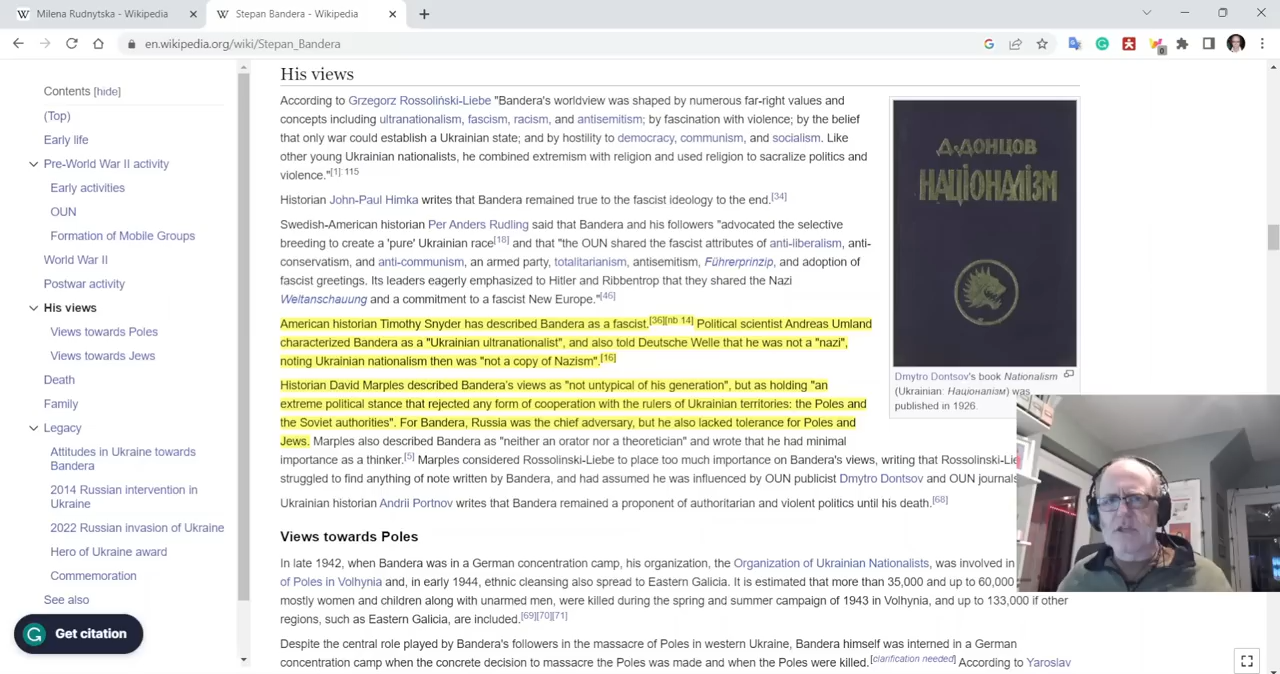 Milena Rudnytska - Wikipedia
Stepan Bandera - Wikipedia
en.wikipedia.org/wiki/Stepan_Bandera
0
Contents [hide]
(Top)
Early life
Pre-World War II activity
Early activities
OUN
Formation of Mobile Groups
World War II
Postwar activity
His views
Views towards Poles
Views towards Jews
Death
Family
Legacy
Attitudes in Ukraine towards
Bandera
2014 Russian intervention in
Ukraine
2022 Russian invasion of Ukraine
Hero of Ukraine award
Commemoration
See also
Get citation
His views
According to Grzegorz Rossoliński-Liebe "Bandera's worldview was shaped by numerous far-right values and
concepts including ultranationalism, fascism, racism, and antisemitism; by fascination with violence; by the belief
that only war could establish a Ukrainian state; and by hostility to democracy, communism, and socialism. Like
other young Ukrainian nationalists, he combined extremism with religion and used religion to sacralize politics and
violence."[1] 115
Historian John-Paul Himka writes that Bandera remained true to the fascist ideology to the end.[34]
Swedish-American historian Per Anders Rudling said that Bandera and his followers "advocated the selective
breeding to create a 'pure' Ukrainian race[18] and that "the OUN shared the fascist attributes of anti-liberalism, anti-
conservatism, and anti-communism, an armed party, totalitarianism, antisemitism, Führerprinzip, and adoption of
fascist greetings. Its leaders eagerly emphasized to Hitler and Ribbentrop that they shared the Nazi
Weltanschauung and a commitment to a fascist New Europe."[46]
American historian Timothy Snyder has described Bandera as a fascist.[36][nb 14] Political scientist Andreas Umland
characterized Bandera as a "Ukrainian ultranationalist", and also told Deutsche Welle that he was not a "nazi",
noting Ukrainian nationalism then was "not a copy of Nazism".[16]
Historian David Marples described Bandera's views as "not untypical of his generation", but as holding "an
extreme political stance that rejected any form of cooperation with the rulers of Ukrainian territories: the Poles and
the Soviet authorities". For Bandera, Russia was the chief adversary, but he also lacked tolerance for Poles and
Jews. Marples also described Bandera as "neither an orator nor a theoretician" and wrote that he had minimal
importance as a thinker.[5] Marples considered Rossolinski-Liebe to place too much importance on Bandera's views, writing that Rossolinski-Lie
struggled to find anything of note written by Bandera, and had assumed he was influenced by OUN publicist Dmytro Dontsov and OUN journals
Ukrainian historian Andrii Portnov writes that Bandera remained a proponent of authoritarian and violent politics until his death.[68]
Д.ДОНЦОВ
НАЦІОНАЛІЗМ
Dmytro Dontsov's book Nationalism
(Ukrainian: Націоналізм) was
published in 1926.
Views towards Poles
In late 1942, when Bandera was in a German concentration camp, his organization, the Organization of Ukrainian Nationalists, was involved in
of Poles in Volhynia and, in early 1944, ethnic cleansing also spread to Eastern Galicia. It is estimated that more than 35,000 and up to 60,000
mostly women and children along with unarmed men, were killed during the spring and summer campaign of 1943 in Volhynia, and up to 133,000 if other
regions, such as Eastern Galicia, are included.[69][70][71]
Despite the central role played by Bandera's followers in the massacre of Poles in western Ukraine, Bandera himself was interned in a German
concentration camp when the concrete decision to massacre the Poles was made and when the Poles were killed.[clarification needed] According to Yaroslav